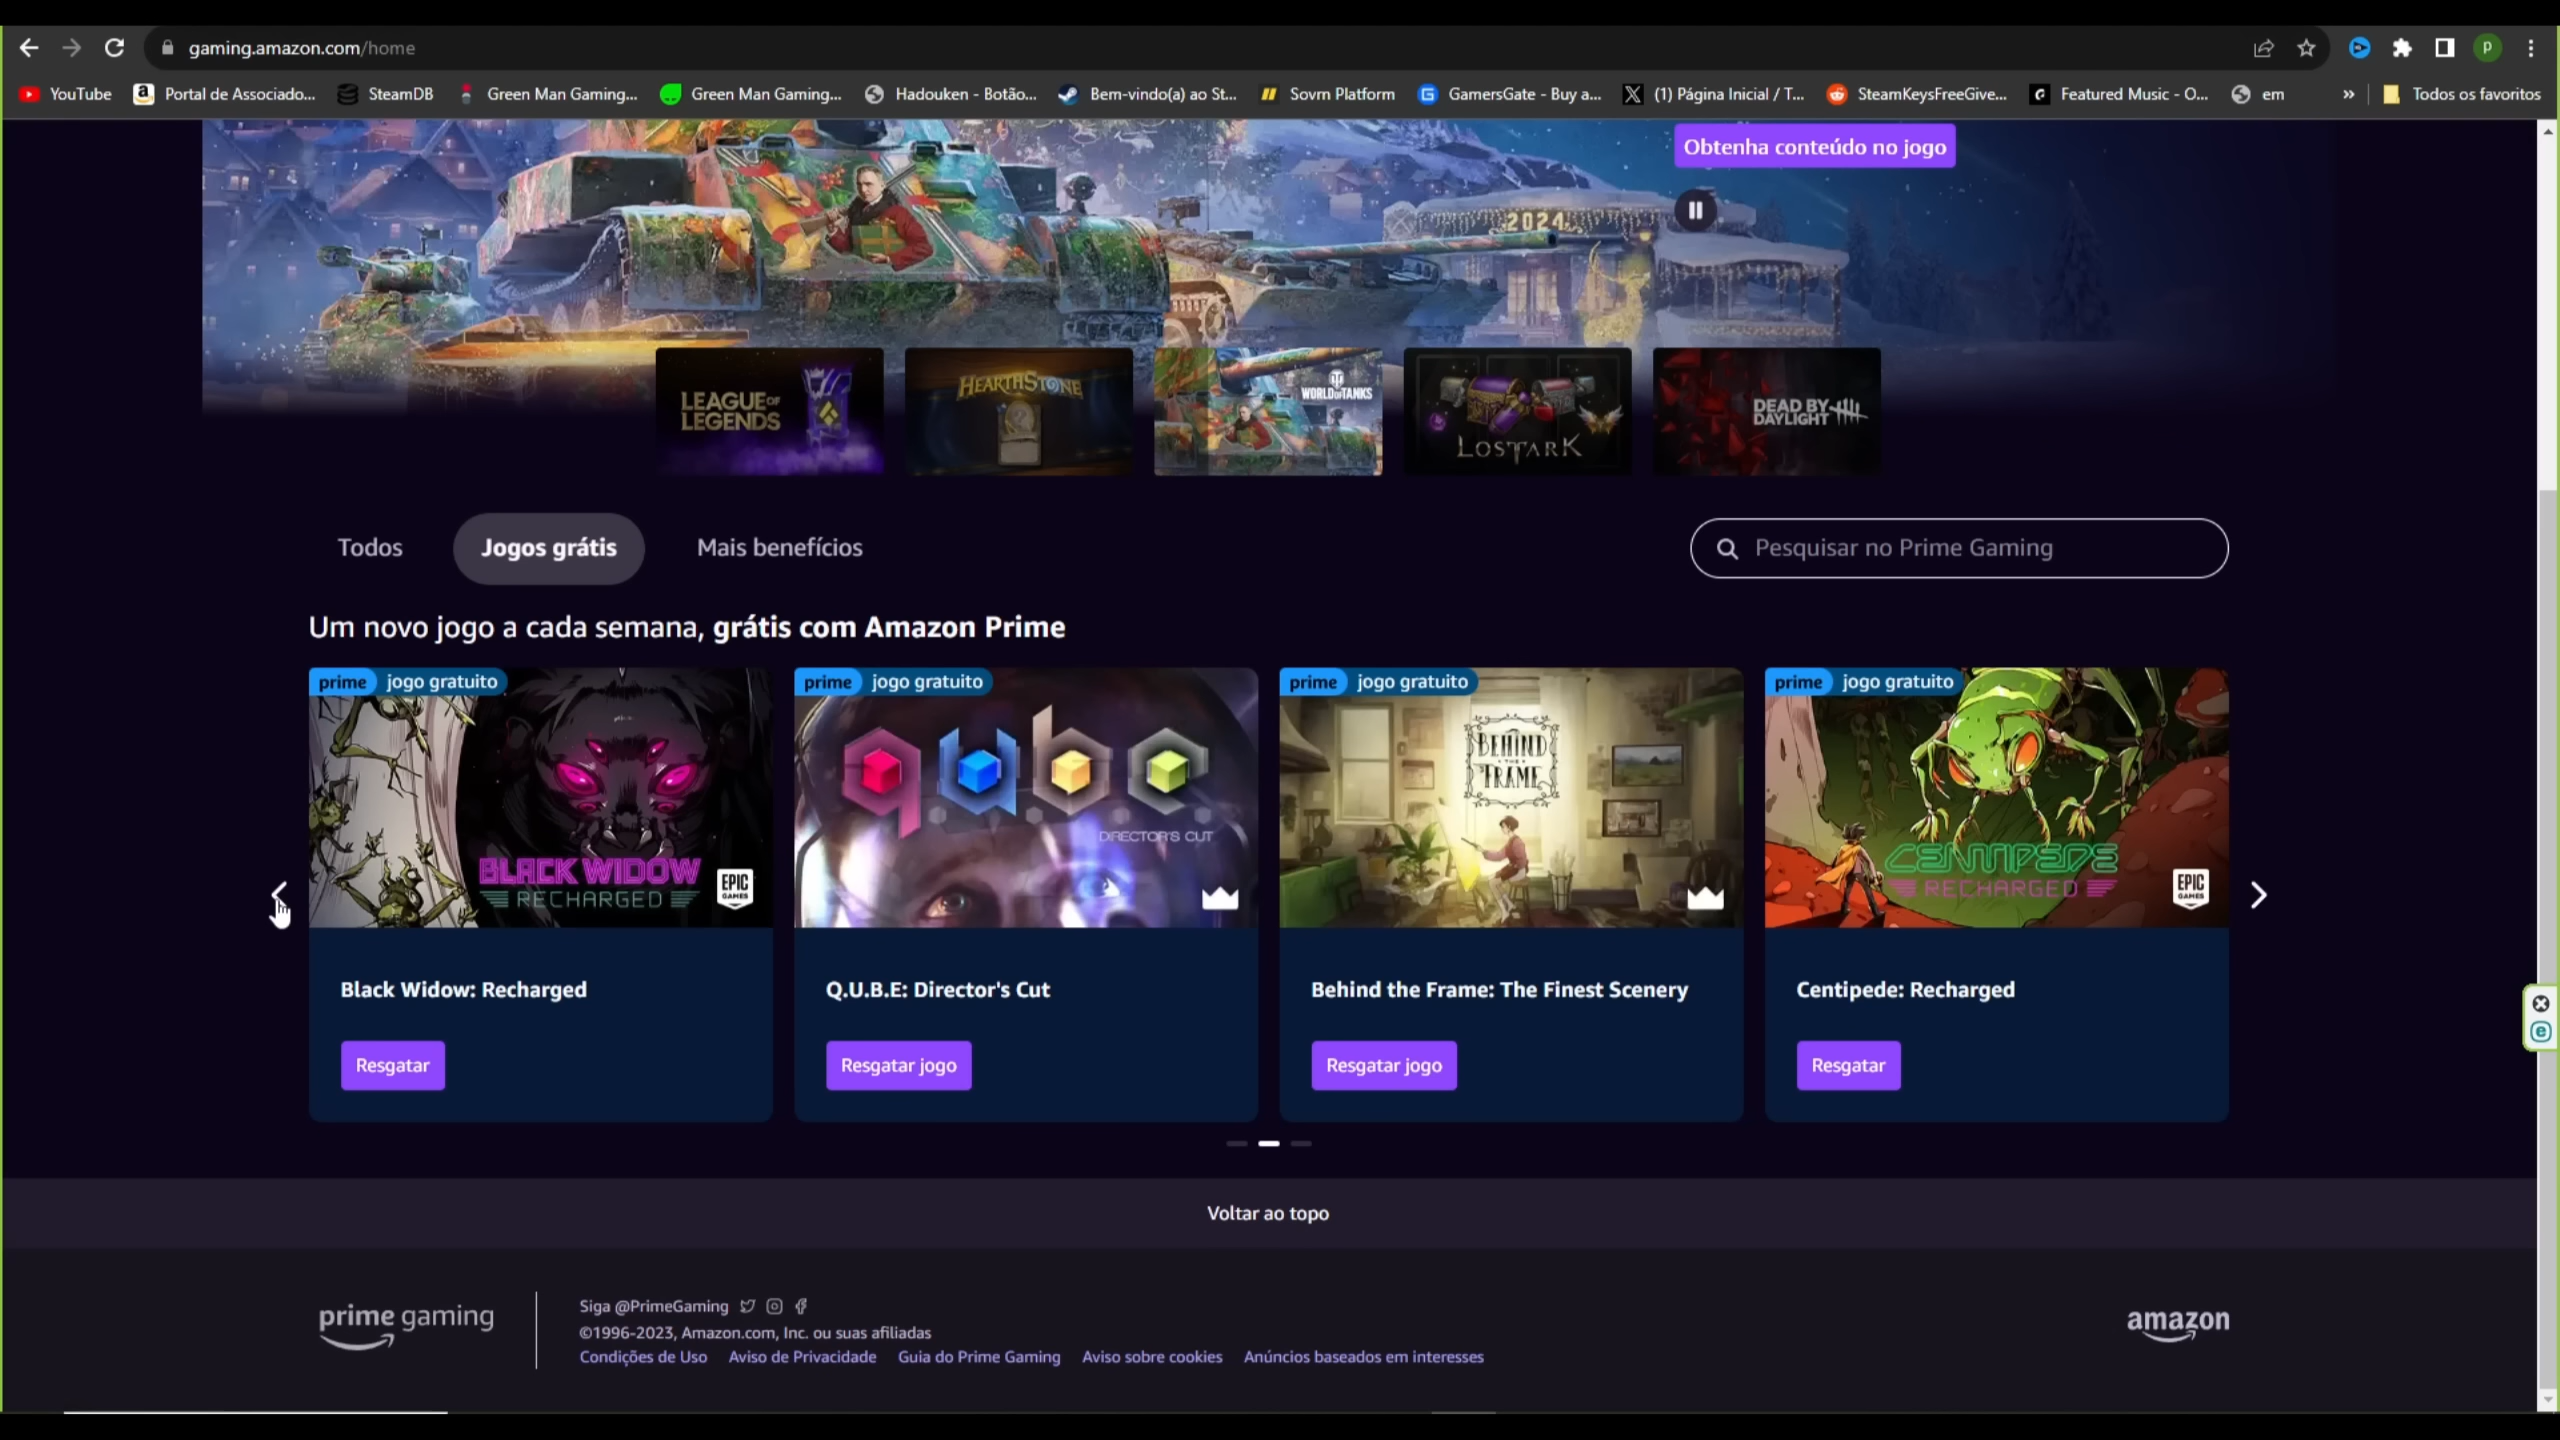 gaming.amazon.com/home
p
YouTube
Portal de Associado...
SteamDB
Green Man Gaming...
Green Man Gaming...
Hadouken - Botão...
Bem-vindo(a) ao St...
Sovrn Platform
GamersGate - Buy a...
(1) Página Inicial / T...
SteamKeysFreeGive...
Featured Music - O...
em
»
Todos os favoritos
Obtenha conteúdo no jogo
2024
LEAGUE OF
LEGENDS
HEARTHSTONE
WORLD OF TANKS
LOST ARK
DEAD BY
DAYLIGHT
Todos
Jogos grátis
Mais benefícios
Pesquisar no Prime Gaming
Um novo jogo a cada semana, grátis com Amazon Prime
prime jogo gratuito
prime jogo gratuito
prime jogo gratuito
prime jogo gratuito
BLACK WIDOW
RECHARGED
EPIC
GAMES
q.u.b.e.
DIRECTOR'S CUT
BEHIND
THE
FRAME
CENTIPEDE
RECHARGED
EPIC
GAMES
Black Widow: Recharged
Q.U.B.E: Director's Cut
Behind the Frame: The Finest Scenery
Centipede: Recharged
Resgatar
Resgatar jogo
Resgatar jogo
Resgatar
Voltar ao topo
prime gaming
Siga @PrimeGaming
©1996-2023, Amazon.com, Inc. ou suas afiliadas
Condições de Uso
Aviso de Privacidade
Guia do Prime Gaming
Aviso sobre cookies
Anúncios baseados em interesses
amazon